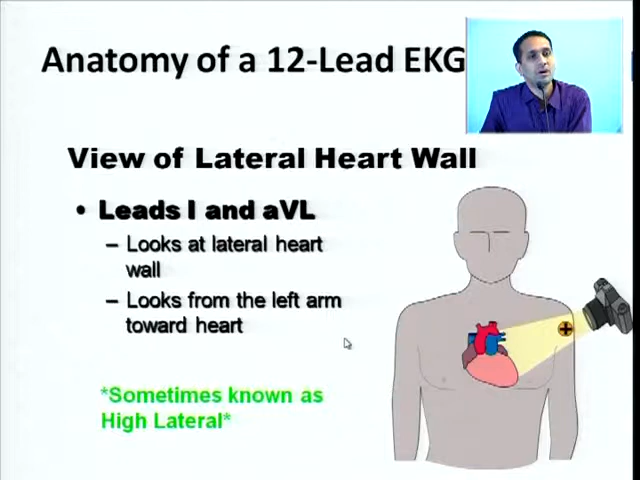 Anatomy of a 12-Lead EKG
View of Lateral Heart Wall
• Leads I and aVL
– Looks at lateral heart
wall
– Looks from the left arm
toward heart
*Sometimes known as
High Lateral*